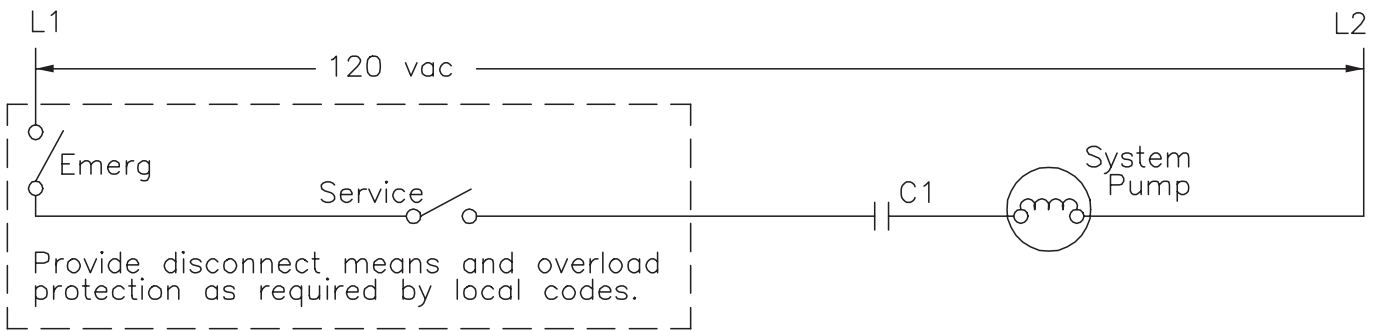 L1
L2
120 vac
Emerg
Service
C1
System
Pump
Provide disconnect means and overload
protection as required by local codes.